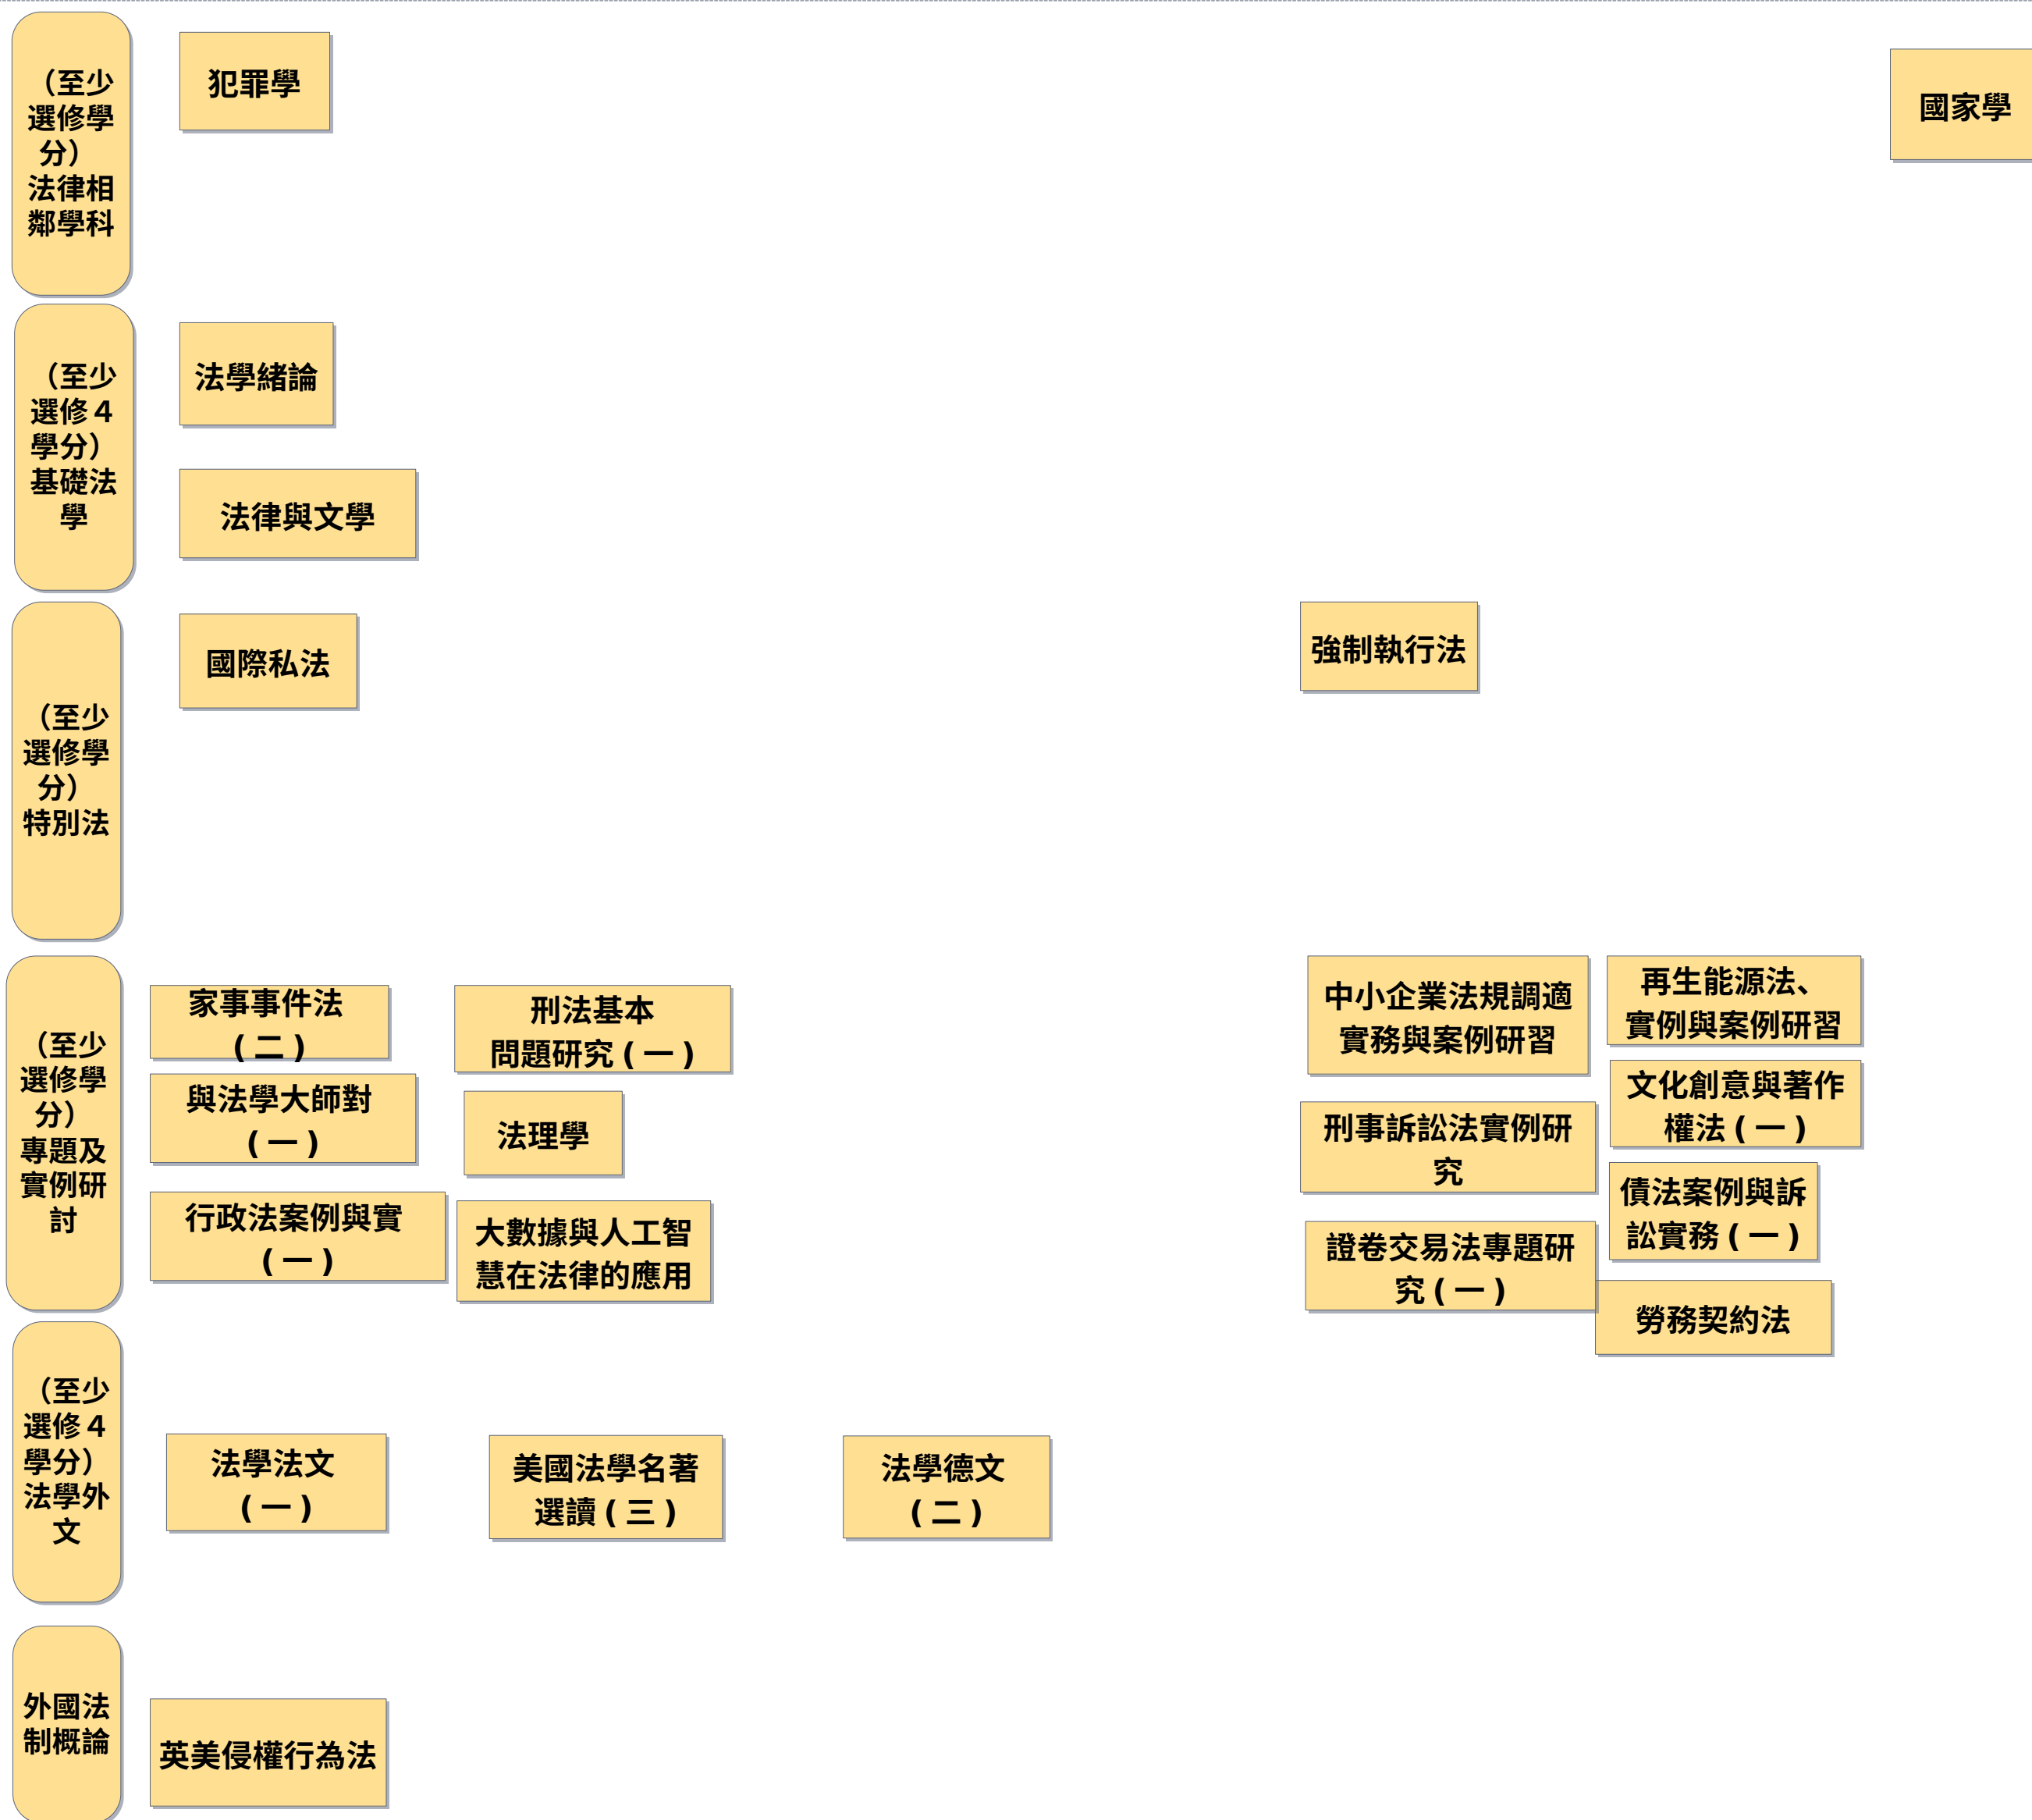 （至少
選修學
分）
法律相
鄰學科
犯罪學
國家學
（至少
選修４
學分）
基礎法
學
法學緒論
法律與文學
（至少
選修學
分）
特別法
國際私法
強制執行法
（至少
選修學
分）
專題及
實例研
討
家事事件法
( 二 )
與法學大師對
( 一 )
行政法案例與實
( 一 )
刑法基本
問題研究 ( 一 )
法理學
大數據與人工智
慧在法律的應用
中小企業法規調適
實務與案例研習
刑事訴訟法實例研
究
證卷交易法專題研
究 ( 一 )
再生能源法、
實例與案例研習
文化創意與著作
權法 ( 一 )
債法案例與訴
訟實務 ( 一 )
勞務契約法
（至少
選修４
學分）
法學外
文
法學法文
( 一 )
美國法學名著
選讀 ( 三 )
法學德文
( 二 )
外國法
制概論
英美侵權行為法